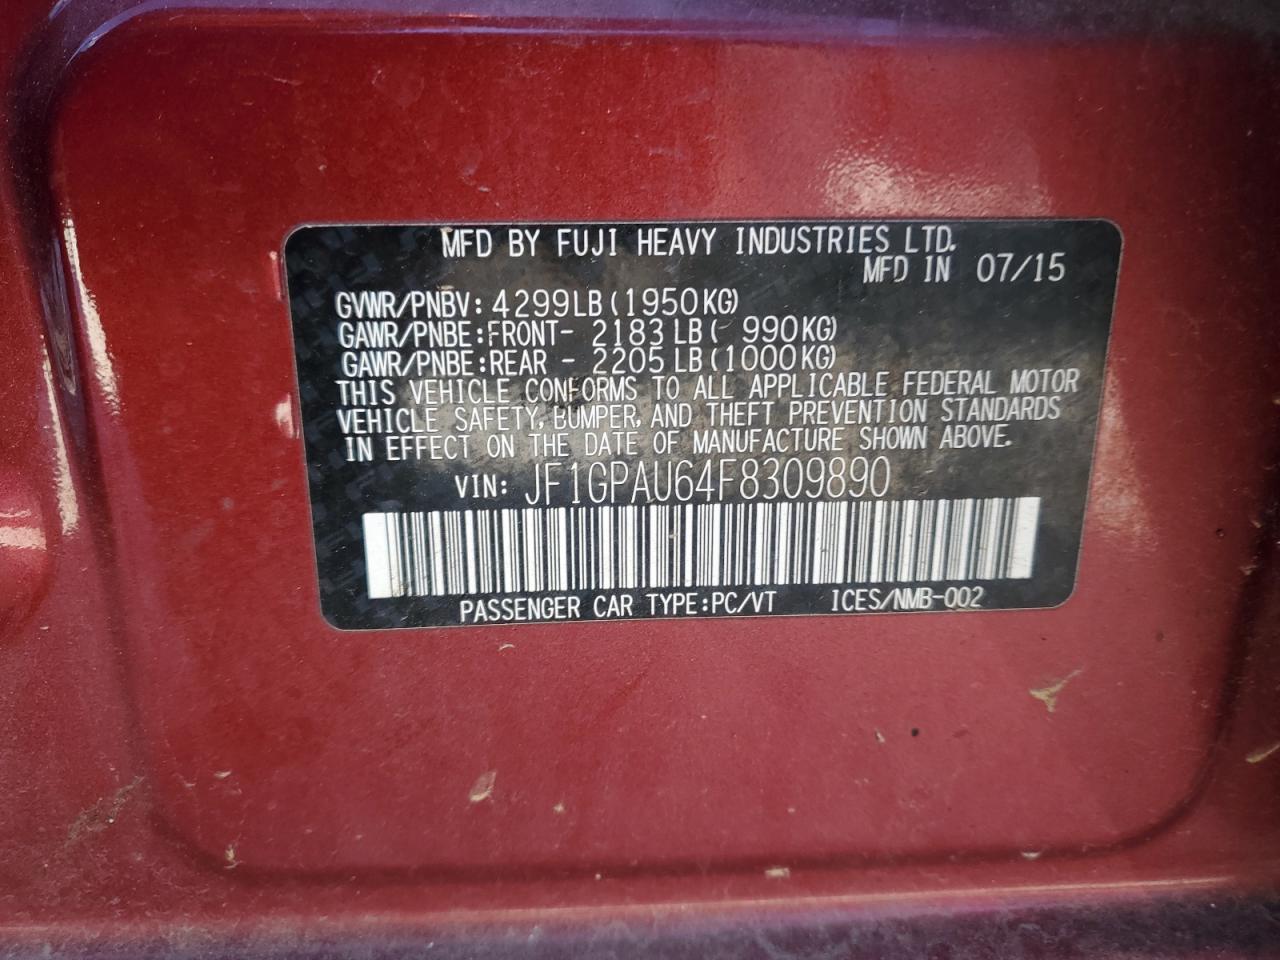 MFD BY FUJI HEAVY INDUSTRIES LTD.
MFD IN 07/15
GVWR/PNBV: 4299LB (1950KG)
GAWR/PNBE:FRONT- 2183LB ( 990KG)
GAWR/PNBE:REAR - 2205LB (1000KG)
THIS VEHICLE CONFORMS TO ALL APPLICABLE FEDERAL MOTOR
VEHICLE SAFETY, BUMPER, AND THEFT PREVENTION STANDARDS
IN EFFECT ON THE DATE OF MANUFACTURE SHOWN ABOVE.
VIN: JF1GPAU64F8309890
PASSENGER CAR TYPE:PC/VT ICES/NMB-002